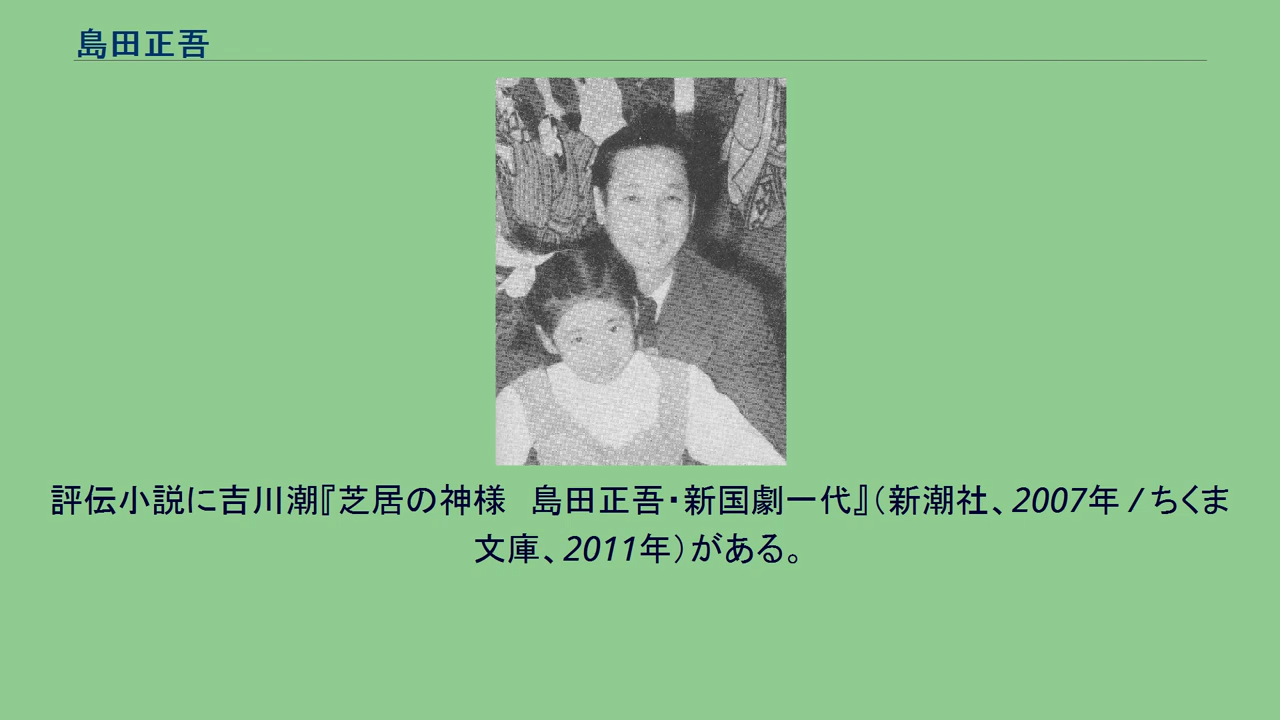 島田正吾
評伝小説に吉川潮『芝居の神様　島田正吾・新国劇一代』（新潮社、2007年 / ちくま
文庫、2011年）がある。